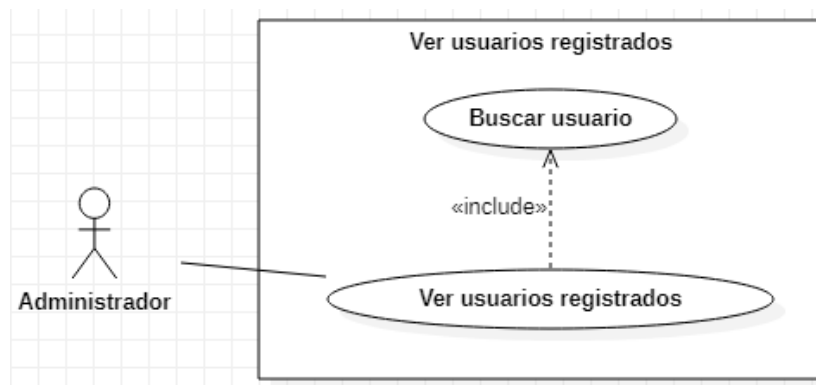 Ver usuarios registrados
Buscar usuario
«include»
Ver usuarios registrados
Administrador